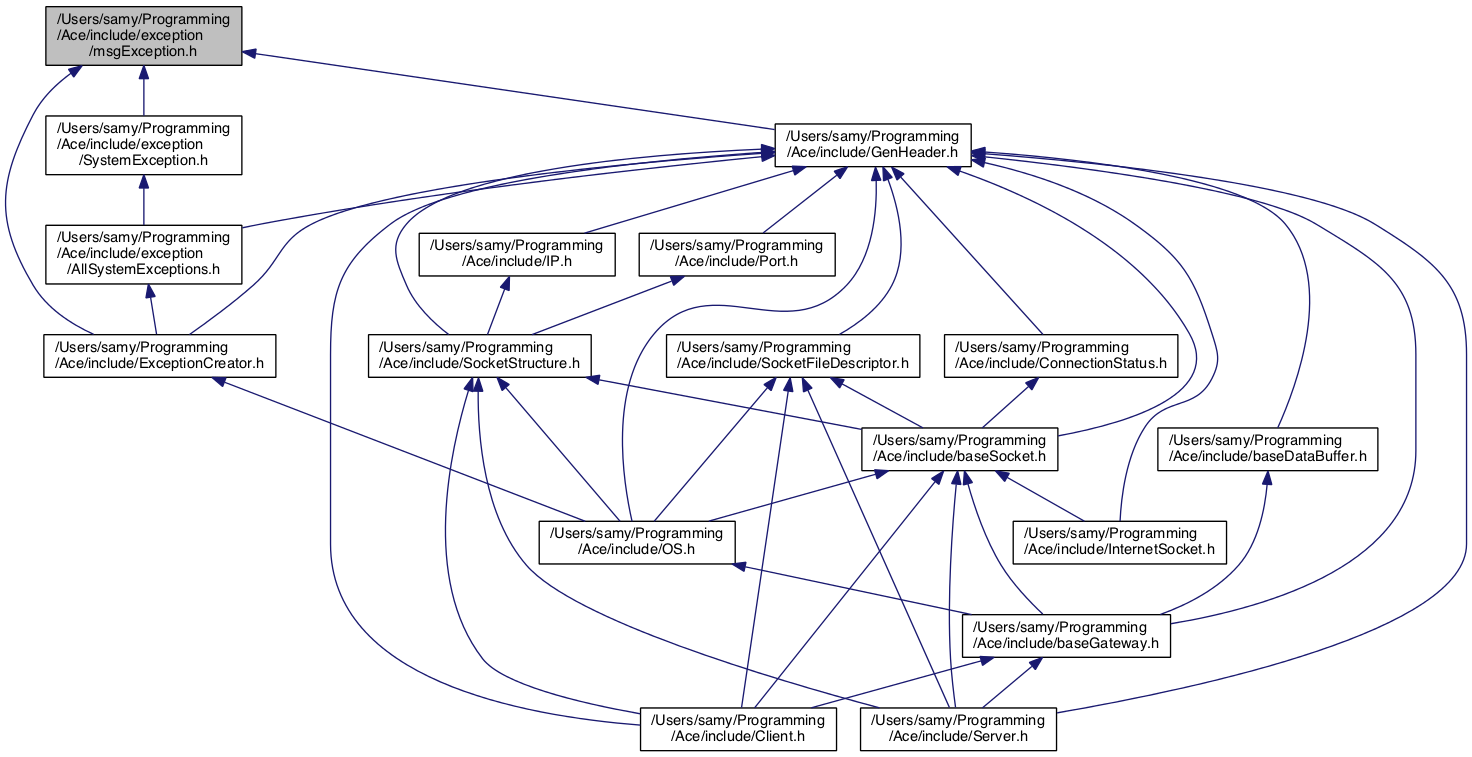 /Users/samy/Programming
/Ace/include/exception
/msgException.h
/Users/samy/Programming
/Ace/include/exception
/SystemException.h
/Users/samy/Programming
/Ace/include/GenHeader.h
/Users/samy/Programming
/Ace/include/exception
/AllSystemExceptions.h
/Users/samy/Programming
/Ace/include/IP.h
/Users/samy/Programming
/Ace/include/Port.h
/Users/samy/Programming
/Ace/include/ExceptionCreator.h
/Users/samy/Programming
/Ace/include/SocketStructure.h
/Users/samy/Programming
/Ace/include/SocketFileDescriptor.h
/Users/samy/Programming
/Ace/include/ConnectionStatus.h
/Users/samy/Programming
/Ace/include/baseSocket.h
/Users/samy/Programming
/Ace/include/baseDataBuffer.h
/Users/samy/Programming
/Ace/include/OS.h
/Users/samy/Programming
/Ace/include/InternetSocket.h
/Users/samy/Programming
/Ace/include/baseGateway.h
/Users/samy/Programming
/Ace/include/Client.h
/Users/samy/Programming
/Ace/include/Server.h